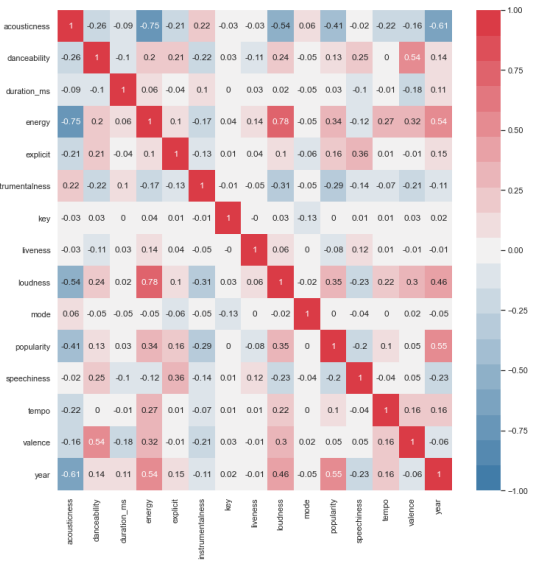 acousticness 1 -0.26 -0.09 -0.75 -0.21 0.22 -0.03 -0.03 -0.54 0.06 -0.41 -0.02 -0.22 -0.16 -0.61
danceability -0.26 1 -0.1 0.2 0.21 -0.22 0.03 -0.11 0.24 -0.05 0.13 0.25 0 0.54 0.14
duration_ms -0.09 -0.1 1 0.06 -0.04 0.1 0 0.03 0.02 -0.05 0.03 -0.1 -0.01 -0.18 0.11
energy -0.75 0.2 0.06 1 0.1 -0.17 0.04 0.14 0.78 -0.05 0.34 -0.12 0.27 0.32 0.54
explicit -0.21 0.21 -0.04 0.1 1 -0.13 0.01 0.04 0.1 -0.06 0.16 0.36 0.01 -0.01 0.15
trumentalness 0.22 -0.22 0.1 -0.17 -0.13 1 -0.01 -0.05 -0.31 -0.05 -0.29 -0.14 -0.07 -0.21 -0.11
key -0.03 0.03 0 0.04 0.01 -0.01 1 -0 0.03 -0.13 0 0.01 0.01 0.03 0.02
liveness -0.03 -0.11 0.03 0.14 0.04 -0.05 -0 1 0.06 0 -0.08 0.12 0.01 -0.01 -0.01
loudness -0.54 0.24 0.02 0.78 0.1 -0.31 0.03 0.06 1 -0.02 0.35 -0.23 0.22 0.3 0.46
mode 0.06 -0.05 -0.05 -0.05 -0.06 -0.05 -0.13 0 -0.02 1 0 -0.04 0 0.02 -0.05
popularity -0.41 0.13 0.03 0.34 0.16 -0.29 0 -0.08 0.35 0 1 -0.2 0.1 0.05 0.55
speechiness -0.02 0.25 -0.1 -0.12 0.36 -0.14 0.01 0.12 -0.23 -0.04 -0.2 1 -0.04 0.05 -0.23
tempo -0.22 0 -0.01 0.27 0.01 -0.07 0.01 0.01 0.22 0 0.1 -0.04 1 0.16 0.16
valence -0.16 0.54 -0.18 0.32 -0.01 -0.21 0.03 -0.01 0.3 0.02 0.05 0.05 0.16 1 -0.06
year -0.61 0.14 0.11 0.54 0.15 -0.11 0.02 -0.01 0.46 -0.05 0.55 -0.23 0.16 -0.06 1
acousticness
danceability
duration_ms
energy
explicit
instrumentalness
key
liveness
loudness
mode
popularity
speechiness
tempo
valence
year
1.00
0.75
0.50
0.25
0.00
−0.25
−0.50
−0.75
−1.00